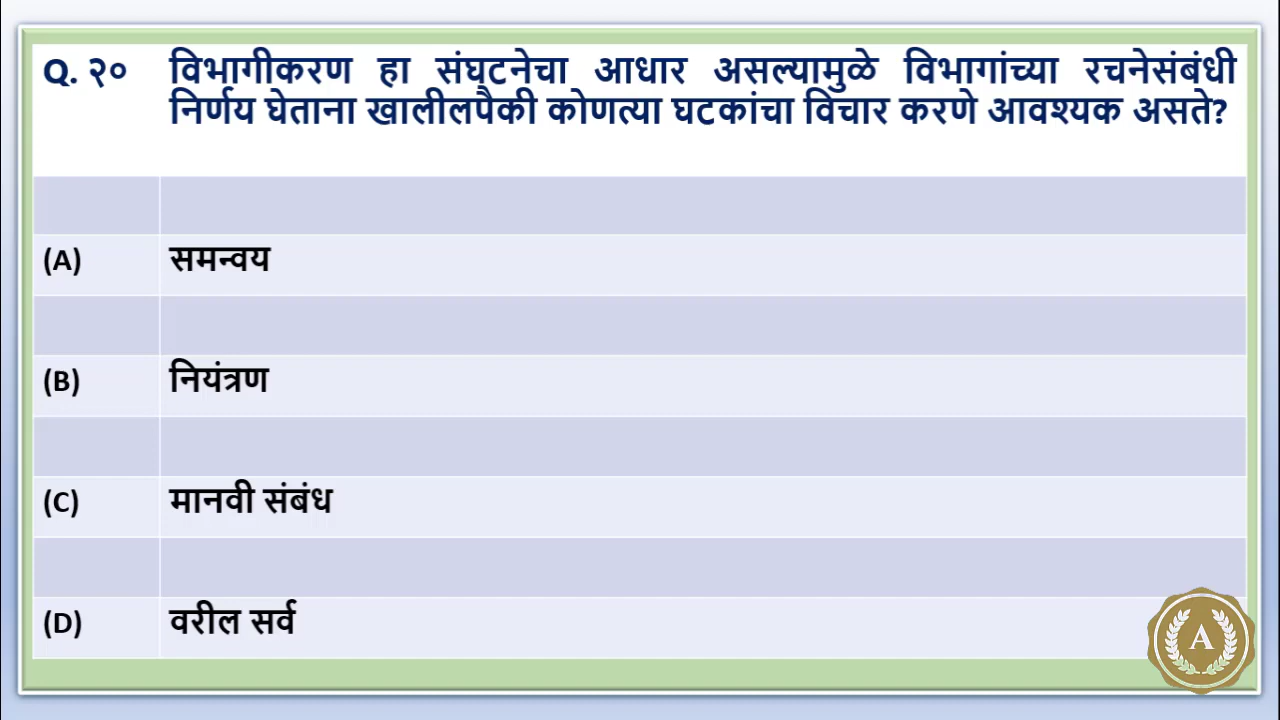 Q. २० विभागीकरण हा संघटनेचा आधार असल्यामुळे विभागांच्या रचनेसंबंधी
निर्णय घेताना खालीलपैकी कोणत्या घटकांचा विचार करणे आवश्यक असते?
(A) समन्वय
(B) नियंत्रण
(C) मानवी संबंध
(D) वरील सर्व
A